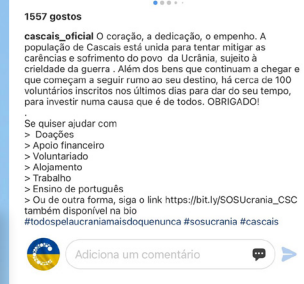 1557 gostos
cascais_oficial O coração, a dedicação, o empenho. A
população de Cascais está unida para tentar mitigar as
carências e sofrimento do povo da Ucrânia, sujeito à
crieldade da guerra . Além dos bens que continuam a chegar e
que começam a seguir rumo ao seu destino, há cerca de 100
voluntários inscritos nos últimos dias para dar do seu tempo,
para investir numa causa que é de todos. OBRIGADO!
.
Se quiser ajudar com
> Doações
> Apoio financeiro
> Voluntariado
> Alojamento
> Trabalho
> Ensino de português
> Ou de outra forma, siga o link https://bit.ly/SOSUcrania_CSC
também disponível na bio
#todospelaucraniamaisdoquenunca #sosucrania #cascais
Adiciona um comentário